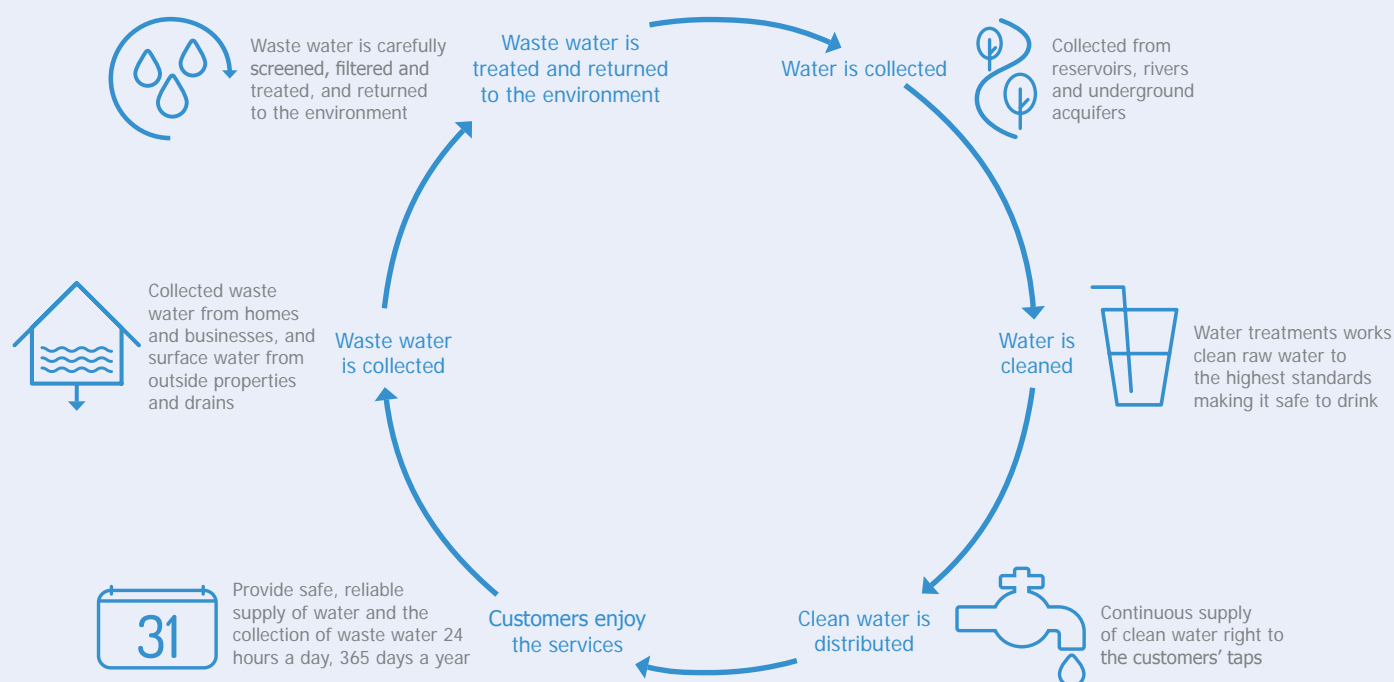 Waste water is carefully
screened, filtered and
treated, and returned
to the environment
Waste water is
treated and returned
to the environment
Water is collected
Collected from
reservoirs, rivers
and underground
acquifers
Collected waste
water from homes
and businesses, and
surface water from
outside properties
and drains
Waste water
is collected
Water is
cleaned
Water treatments works
clean raw water to
the highest standards
making it safe to drink
31
Provide safe, reliable
supply of water and the
collection of waste water 24
hours a day, 365 days a year
Customers enjoy
the services
Clean water is
distributed
Continuous supply
of clean water right to
the customers’ taps